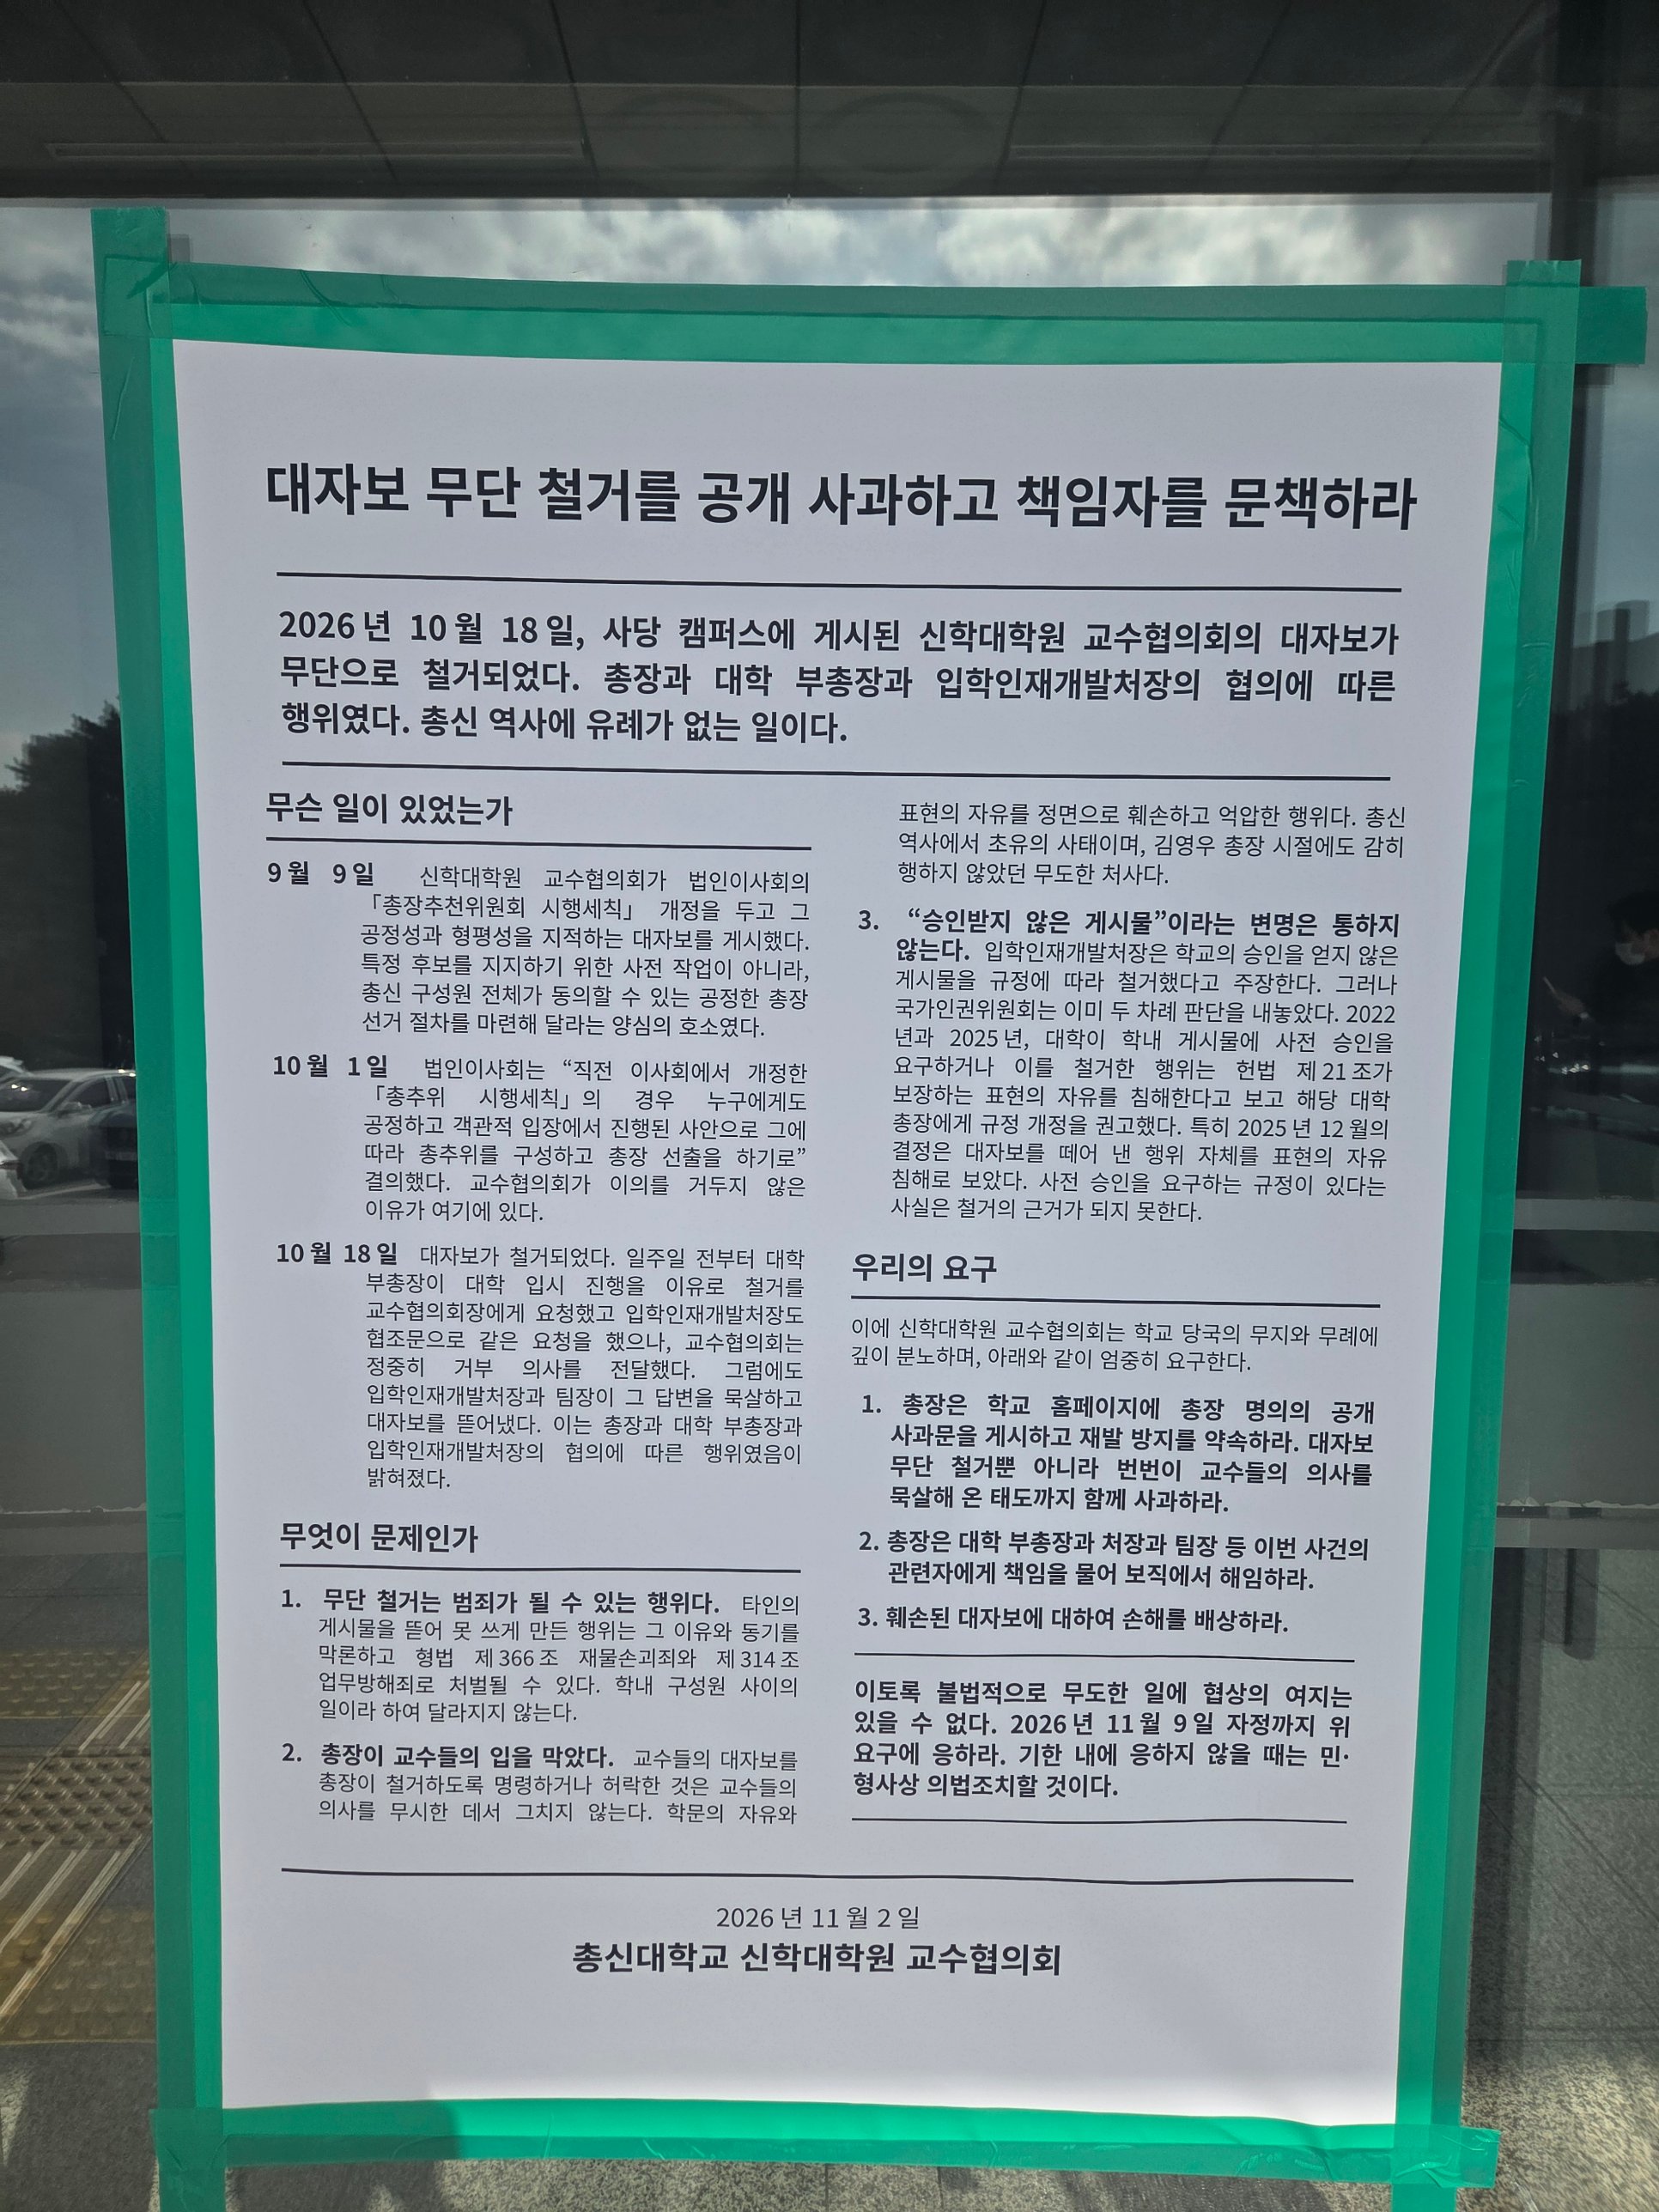 대자보 무단 철거를 공개 사과하고 책임자를 문책하라
2026년 10월 18일, 사당 캠퍼스에 게시된 신학대학원 교수협의회의 대자보가
무단으로 철거되었다. 총장과 대학 부총장과 입학인재개발처장의 협의에 따른
행위였다. 총신 역사에 유례가 없는 일이다.
무슨 일이 있었는가
9월 9일 신학대학원 교수협의회가 법인이사회의
「총장추천위원회 시행세칙」 개정을 두고 그
공정성과 형평성을 지적하는 대자보를 게시했다.
특정 후보를 지지하기 위한 사전 작업이 아니라,
총신 구성원 전체가 동의할 수 있는 공정한 총장
선거 절차를 마련해 달라는 양심의 호소였다.
10월 1일 법인이사회는 “직전 이사회에서 개정한
「총추위 시행세칙」의 경우 누구에게도
공정하고 객관적 입장에서 진행된 사안으로 그에
따라 총추위를 구성하고 총장 선출을 하기로”
결의했다. 교수협의회가 이의를 거두지 않은
이유가 여기에 있다.
10월 18일 대자보가 철거되었다. 일주일 전부터 대학
부총장이 대학 입시 진행을 이유로 철거를
교수협의회장에게 요청했고 입학인재개발처장도
협조문으로 같은 요청을 했으나, 교수협의회는
정중히 거부 의사를 전달했다. 그럼에도
입학인재개발처장과 팀장이 그 답변을 묵살하고
대자보를 뜯어냈다. 이는 총장과 대학 부총장과
입학인재개발처장의 협의에 따른 행위였음이
밝혀졌다.
무엇이 문제인가
1. 무단 철거는 범죄가 될 수 있는 행위다. 타인의
게시물을 뜯어 못 쓰게 만든 행위는 그 이유와 동기를
막론하고 형법 제366조 재물손괴죄와 제314조
업무방해죄로 처벌될 수 있다. 학내 구성원 사이의
일이라 하여 달라지지 않는다.
2. 총장이 교수들의 입을 막았다. 교수들의 대자보를
총장이 철거하도록 명령하거나 허락한 것은 교수들의
의사를 무시한 데서 그치지 않는다. 학문의 자유와
표현의 자유를 정면으로 훼손하고 억압한 행위다. 총신
역사에서 초유의 사태이며, 김영우 총장 시절에도 감히
행하지 않았던 무도한 처사다.
3. “승인받지 않은 게시물”이라는 변명은 통하지
않는다. 입학인재개발처장은 학교의 승인을 얻지 않은
게시물을 규정에 따라 철거했다고 주장한다. 그러나
국가인권위원회는 이미 두 차례 판단을 내놓았다. 2022
년과 2025년, 대학이 학내 게시물에 사전 승인을
요구하거나 이를 철거한 행위는 헌법 제21조가
보장하는 표현의 자유를 침해한다고 보고 해당 대학
총장에게 규정 개정을 권고했다. 특히 2025년 12월의
결정은 대자보를 떼어 낸 행위 자체를 표현의 자유
침해로 보았다. 사전 승인을 요구하는 규정이 있다는
사실은 철거의 근거가 되지 못한다.
우리의 요구
이에 신학대학원 교수협의회는 학교 당국의 무지와 무례에
깊이 분노하며, 아래와 같이 엄중히 요구한다.
1. 총장은 학교 홈페이지에 총장 명의의 공개
사과문을 게시하고 재발 방지를 약속하라. 대자보
무단 철거뿐 아니라 번번이 교수들의 의사를
묵살해 온 태도까지 함께 사과하라.
2. 총장은 대학 부총장과 처장과 팀장 등 이번 사건의
관련자에게 책임을 물어 보직에서 해임하라.
3. 훼손된 대자보에 대하여 손해를 배상하라.
이토록 불법적으로 무도한 일에 협상의 여지는
있을 수 없다. 2026년 11월 9일 자정까지 위
요구에 응하라. 기한 내에 응하지 않을 때는 민·
형사상 의법조치할 것이다.
2026년 11월 2일
총신대학교 신학대학원 교수협의회